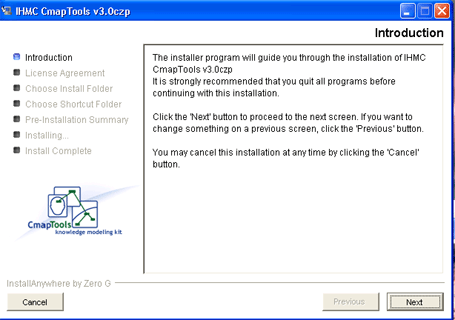 IHMC CmapTools v3.0czp
Introduction
Introduction
License Agreement
Choose Install Folder
Choose Shortcut Folder
Pre-Installation Summary
Installing...
Install Complete
The installer program will guide you through the installation of IHMC
CmapTools v3.0czp
It is strongly recommended that you quit all programs before
continuing with this installation.
Click the 'Next' button to proceed to the next screen. If you want to
change something on a previous screen, click the 'Previous' button.
You may cancel this installation at any time by clicking the 'Cancel'
button.
CmapTools
knowledge modeling kit
InstallAnywhere by Zero G
Cancel
Previous
Next